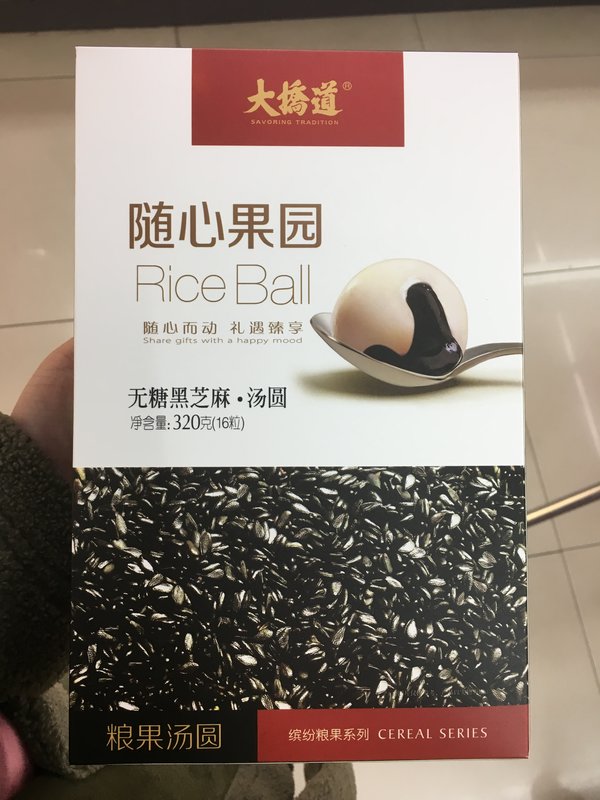 大橋道®
SAVORING TRADITION
随心果园
Rice Ball
随心而动 礼遇臻享
Share gifts with a happy mood
无糖黑芝麻·汤圆
净含量:320克(16粒)
粮果汤圆
缤纷粮果系列 CEREAL SERIES